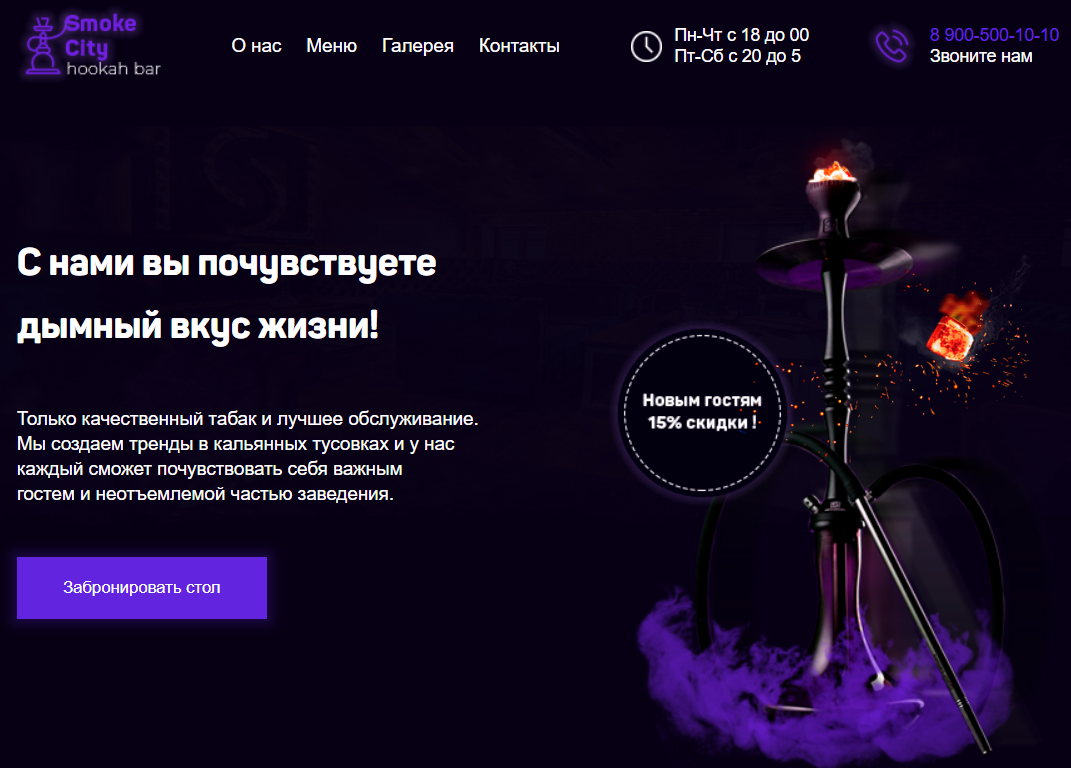 Smoke
City
hookah bar
О нас Меню Галерея Контакты
Пн-Чт с 18 до 00
Пт-Сб с 20 до 5
8 900-500-10-10
Звоните нам
С нами вы почувствуете
дымный вкус жизни!
Новым гостям
15% скидки !
Только качественный табак и лучшее обслуживание.
Мы создаем тренды в кальянных тусовках и у нас
каждый сможет почувствовать себя важным
гостем и неотъемлемой частью заведения.
Забронировать стол